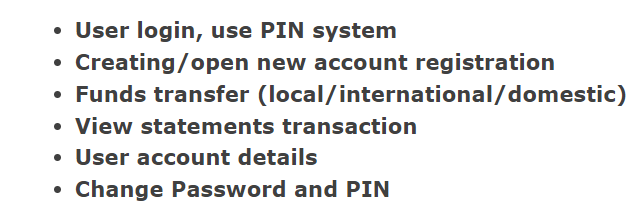 • User login, use PIN system
• Creating/open new account registration
• Funds transfer (local/international/domestic)
• View statements transaction
• User account details
• Change Password and PIN